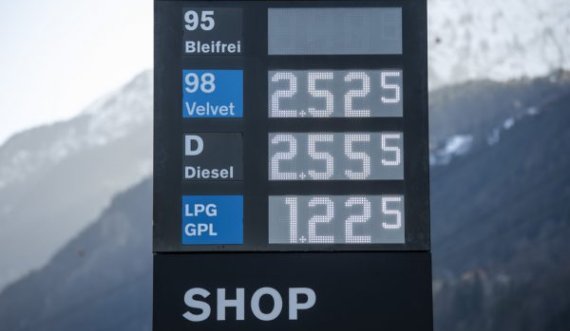 95
Bleifrei
98
Velvet
2.525
D
Diesel
2.555
LPG
GPL
1.225
SHOP